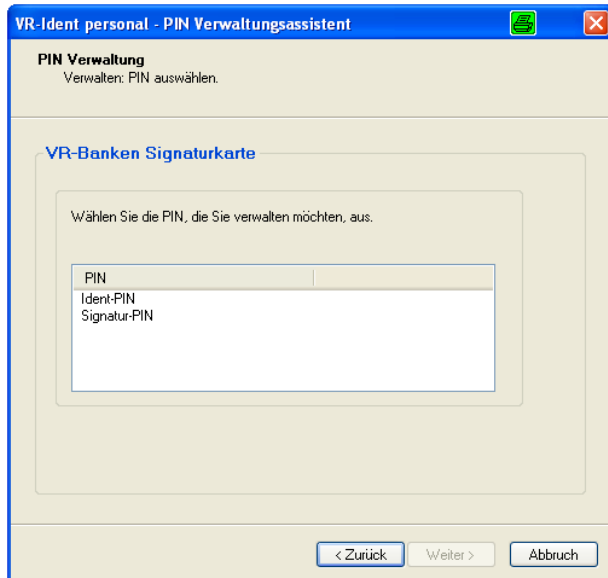 VR-Ident personal - PIN Verwaltungsassistent
PIN Verwaltung
Verwalten: PIN auswählen.
VR-Banken Signaturkarte
Wählen Sie die PIN, die Sie verwalten möchten, aus.
PIN
Ident-PIN
Signatur-PIN
< Zurück Weiter > Abbruch